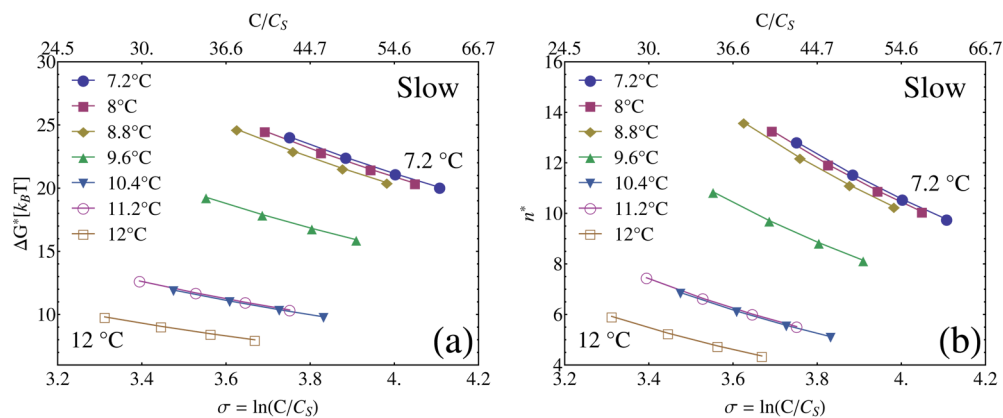 C/C_S
24.5 30. 36.6 44.7 54.6 66.7
30
25
20
15
10
ΔG*[k_BT]
7.2°C
8°C
8.8°C
9.6°C
10.4°C
11.2°C
12°C
Slow
7.2 °C
12 °C
(a)
3.2 3.4 3.6 3.8 4. 4.2
σ = ln(C/C_S)
C/C_S
24.5 30. 36.6 44.7 54.6 66.7
16
14
12
10
8
6
4
n*
7.2°C
8°C
8.8°C
9.6°C
10.4°C
11.2°C
12°C
Slow
7.2 °C
12 °C
(b)
3.2 3.4 3.6 3.8 4. 4.2
σ = ln(C/C_S)